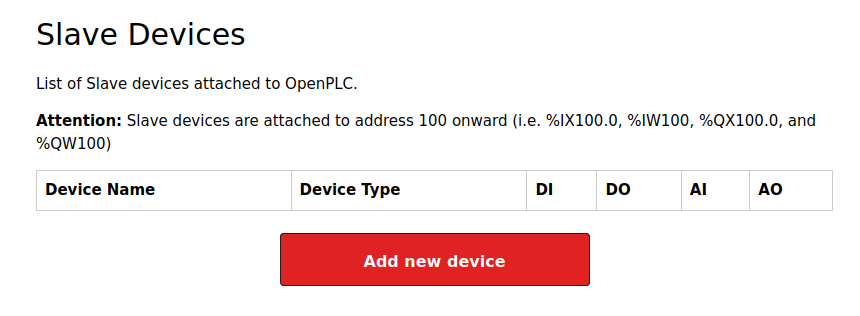 Slave Devices
List of Slave devices attached to OpenPLC.
Attention: Slave devices are attached to address 100 onward (i.e. %IX100.0, %IW100, %QX100.0, and
%QW100)
Device Name Device Type DI DO AI AO
Add new device